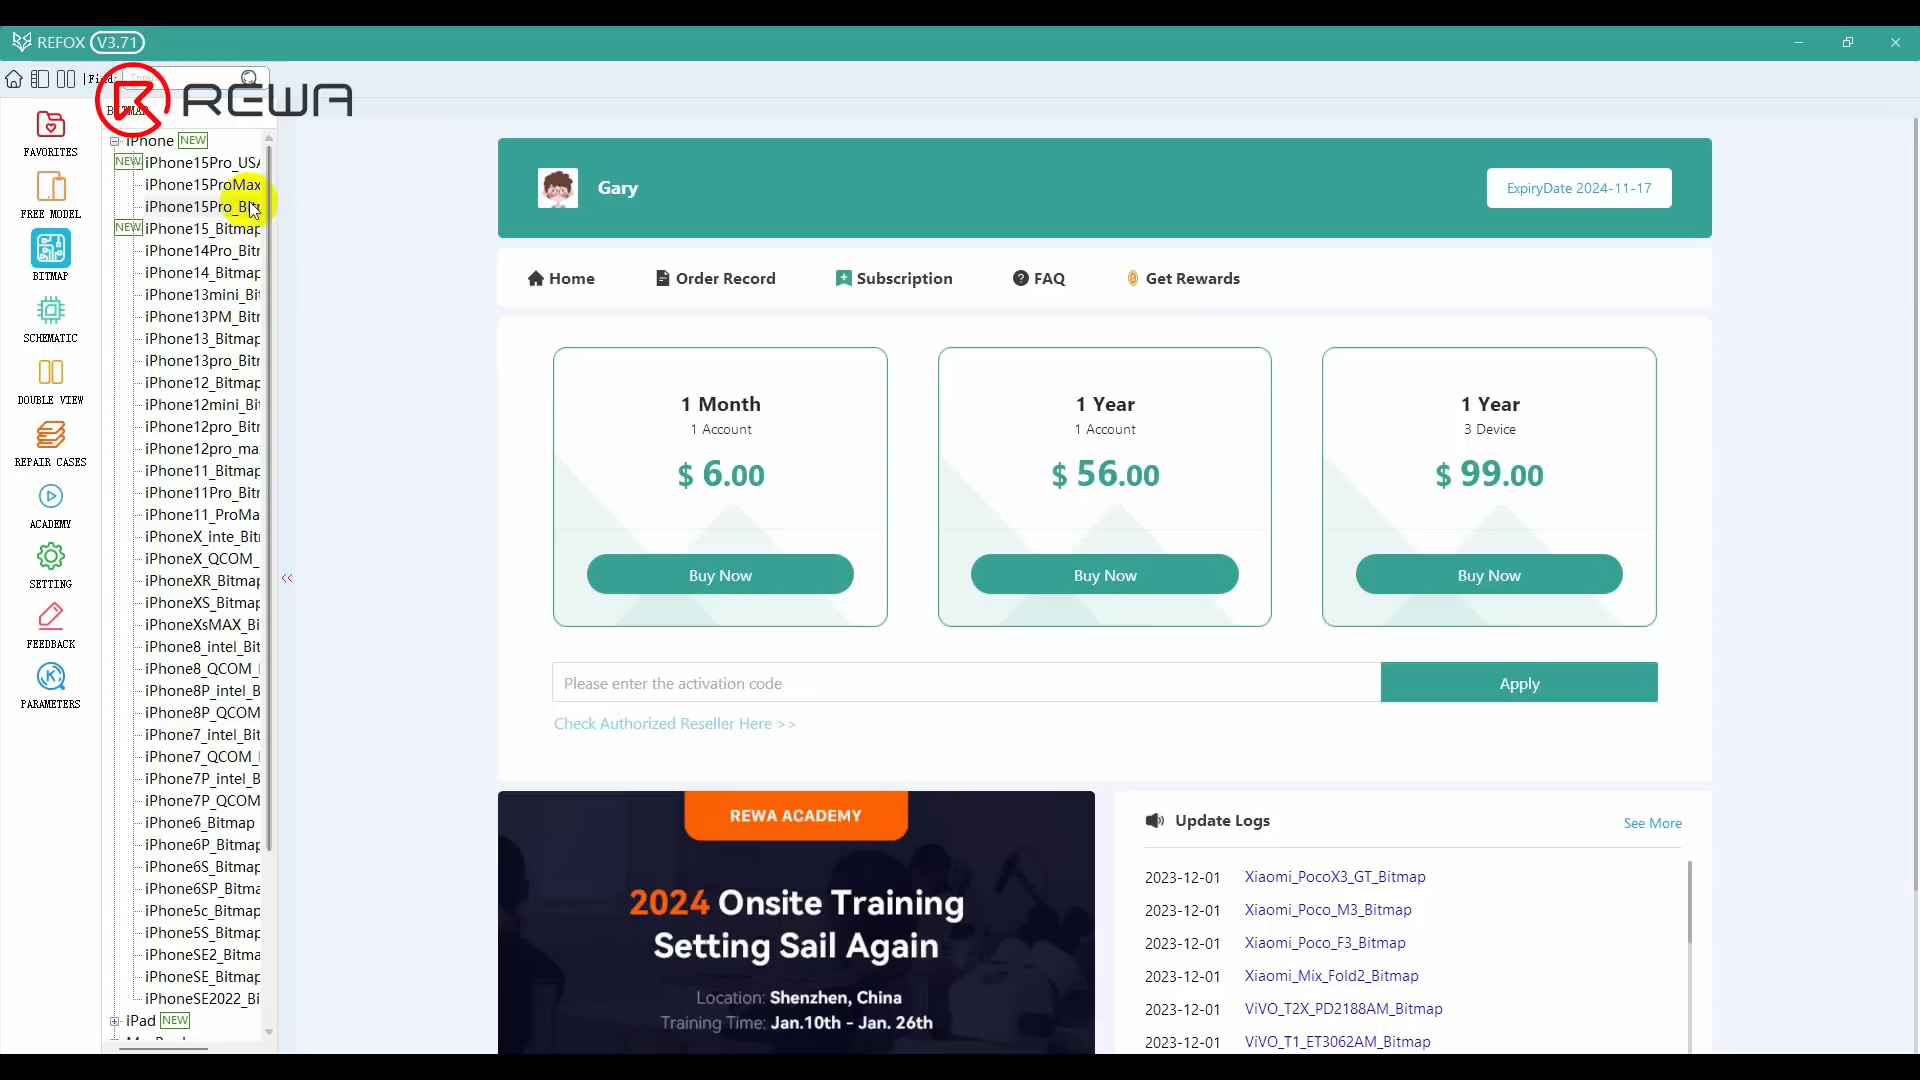 REFOX V3.71
REWA
FAVORITES
FREE MODEL
BITMAP
SCHEMATIC
DOUBLE VIEW
REPAIR CASES
ACADEMY
SETTING
FEEDBACK
PARAMETERS
iPhone NEW
NEW iPhone15Pro_USA
iPhone15ProMax
iPhone15Pro_Bit
NEW iPhone15_Bitmap
iPhone14Pro_Bitr
iPhone14_Bitmap
iPhone13mini_Bi
iPhone13PM_Bitr
iPhone13_Bitmap
iPhone13pro_Bitr
iPhone12_Bitmap
iPhone12mini_Bi
iPhone12pro_Bitr
iPhone12pro_ma
iPhone11_Bitmap
iPhone11Pro_Bitr
iPhone11_ProMa
iPhoneX_inte_Bit
iPhoneX_QCOM_
iPhoneXR_Bitmap
iPhoneXS_Bitmap
iPhoneXsMAX_Bi
iPhone8_intel_Bit
iPhone8_QCOM_
iPhone8P_intel_B
iPhone8P_QCOM
iPhone7_intel_Bit
iPhone7_QCOM_
iPhone7P_intel_B
iPhone7P_QCOM
iPhone6_Bitmap
iPhone6P_Bitmap
iPhone6S_Bitmap
iPhone6SP_Bitma
iPhone5c_Bitmap
iPhone5S_Bitmap
iPhoneSE2_Bitma
iPhoneSE_Bitmap
iPhoneSE2022_Bi
iPad NEW
Gary
ExpiryDate 2024-11-17
Home Order Record Subscription FAQ Get Rewards
1 Month
1 Account
$ 6.00
Buy Now
1 Year
1 Account
$ 56.00
Buy Now
1 Year
3 Device
$ 99.00
Buy Now
Please enter the activation code
Apply
Check Authorized Reseller Here >>
REWA ACADEMY
2024 Onsite Training
Setting Sail Again
Location: Shenzhen, China
Training Time: Jan.10th - Jan. 26th
Update Logs
See More
2023-12-01 Xiaomi_PocoX3_GT_Bitmap
2023-12-01 Xiaomi_Poco_M3_Bitmap
2023-12-01 Xiaomi_Poco_F3_Bitmap
2023-12-01 Xiaomi_Mix_Fold2_Bitmap
2023-12-01 ViVO_T2X_PD2188AM_Bitmap
2023-12-01 ViVO_T1_ET3062AM_Bitmap